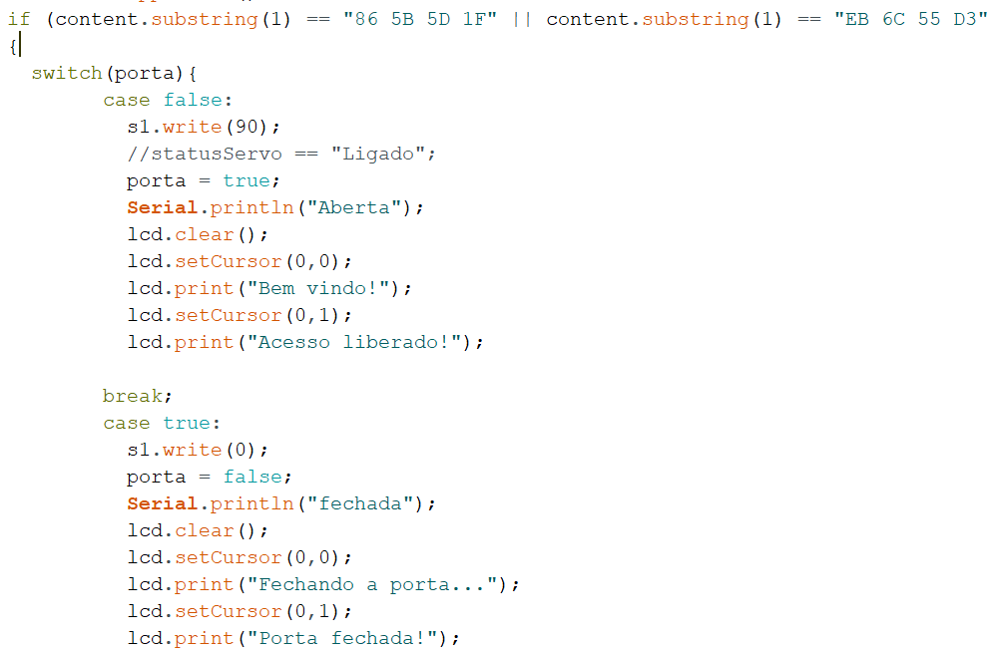 if (content.substring(1) == "86 5B 5D 1F" || content.substring(1) == "EB 6C 55 D3"
{
switch(porta){
case false:
s1.write(90);
//statusServo == "Ligado";
porta = true;
Serial.println("Aberta");
lcd.clear();
lcd.setCursor(0,0);
lcd.print("Bem vindo!");
lcd.setCursor(0,1);
lcd.print("Acesso liberado!");
break;
case true:
s1.write(0);
porta = false;
Serial.println("fechada");
lcd.clear();
lcd.setCursor(0,0);
lcd.print("Fechando a porta...");
lcd.setCursor(0,1);
lcd.print("Porta fechada!");